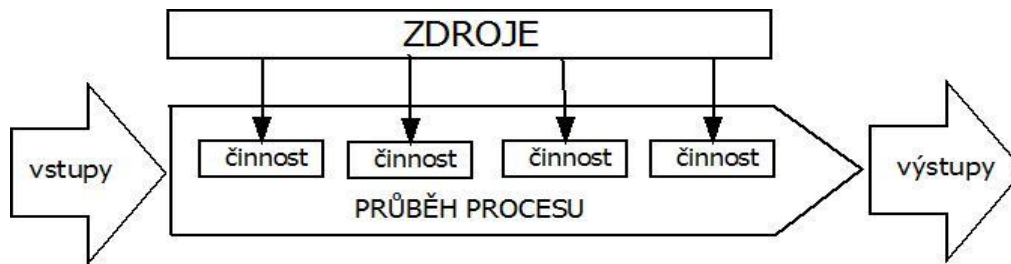 ZDROJE
vstupy
činnost
činnost
činnost
činnost
výstupy
PRŮBĚH PROCESU